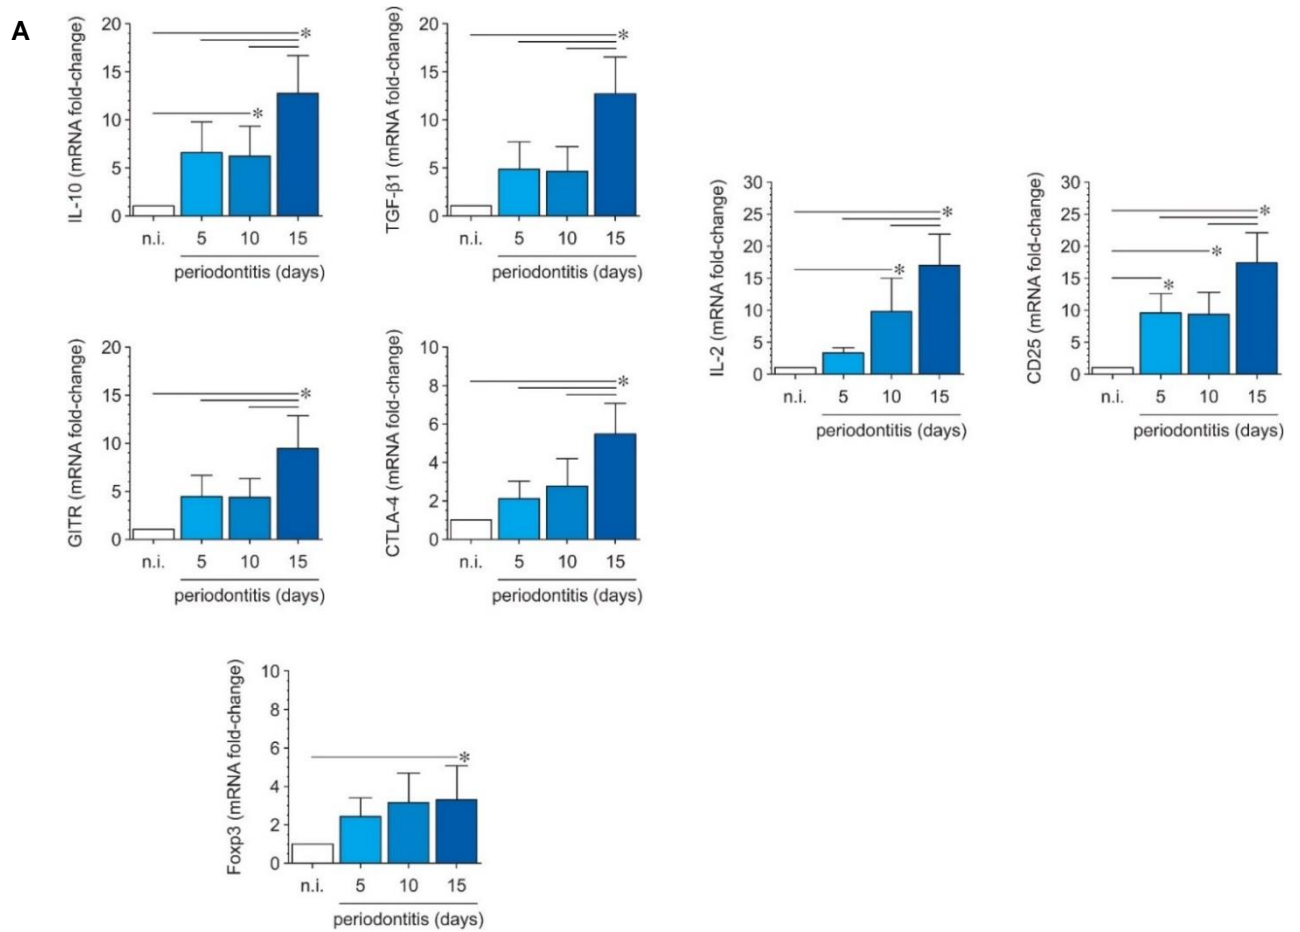 A
IL-10 (mRNA fold-change)
20
15
10
5
0
*
*
n.i. 5 10 15
periodontitis (days)
TGF-β1 (mRNA fold-change)
20
15
10
5
0
*
n.i. 5 10 15
periodontitis (days)
IL-2 (mRNA fold-change)
30
25
20
15
10
5
0
*
*
n.i. 5 10 15
periodontitis (days)
CD25 (mRNA fold-change)
30
25
20
15
10
5
0
*
*
*
n.i. 5 10 15
periodontitis (days)
GITR (mRNA fold-change)
20
15
10
5
0
*
n.i. 5 10 15
periodontitis (days)
CTLA-4 (mRNA fold-change)
10
8
6
4
2
0
*
n.i. 5 10 15
periodontitis (days)
Foxp3 (mRNA fold-change)
10
8
6
4
2
0
*
n.i. 5 10 15
periodontitis (days)